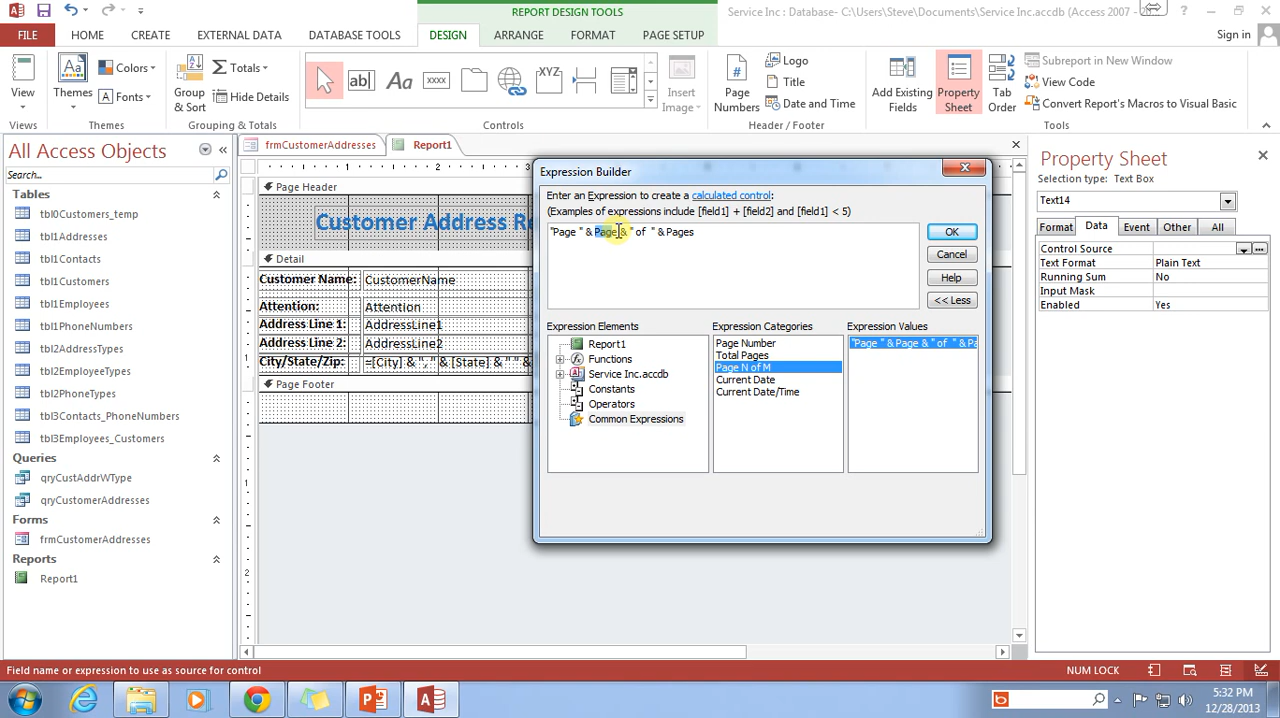 REPORT DESIGN TOOLS
Service Inc : Database- C:\Users\Steve\Documents\Service Inc.accdb (Access 2007 -
FILE
HOME
CREATE
EXTERNAL DATA
DATABASE TOOLS
DESIGN
ARRANGE
FORMAT
PAGE SETUP
Sign in
View
Themes
Colors
Fonts
Group & Sort
Totals
Hide Details
ab|
Aa
xxxx
XYZ
Insert Image
Page Numbers
Logo
Title
Date and Time
Add Existing Fields
Property Sheet
Tab Order
Subreport in New Window
View Code
Convert Report's Macros to Visual Basic
Views
Themes
Grouping & Totals
Controls
Header / Footer
Tools
All Access Objects
Search...
Tables
tbl0Customers_temp
tbl1Addresses
tbl1Contacts
tbl1Customers
tbl1Employees
tbl1PhoneNumbers
tbl2AddressTypes
tbl2EmployeeTypes
tbl2PhoneTypes
tbl3Contacts_PhoneNumbers
tbl3Employees_Customers
Queries
qryCustAddrWType
qryCustomerAddresses
Forms
frmCustomerAddresses
Reports
Report1
frmCustomerAddresses
Report1
Page Header
Customer Address Re
Detail
Customer Name: CustomerName
Attention: Attention
Address Line 1: AddressLine1
Address Line 2: AddressLine2
City/State/Zip: =[City] & ", " & [State] & " " &
Page Footer
Expression Builder
Enter an Expression to create a calculated control:
(Examples of expressions include [field1] + [field2] and [field1] < 5)
"Page " & Page & " of " & Pages
OK
Cancel
Help
<< Less
Expression Elements
Report1
Functions
Service Inc.accdb
Constants
Operators
Common Expressions
Expression Categories
Page Number
Total Pages
Page N of M
Current Date
Current Date/Time
Expression Values
"Page " & Page & " of " & Pa
Property Sheet
Selection type: Text Box
Text14
Format
Data
Event
Other
All
Control Source
Text Format Plain Text
Running Sum No
Input Mask
Enabled Yes
Field name or expression to use as source for control
NUM LOCK
5:32 PM
12/28/2013